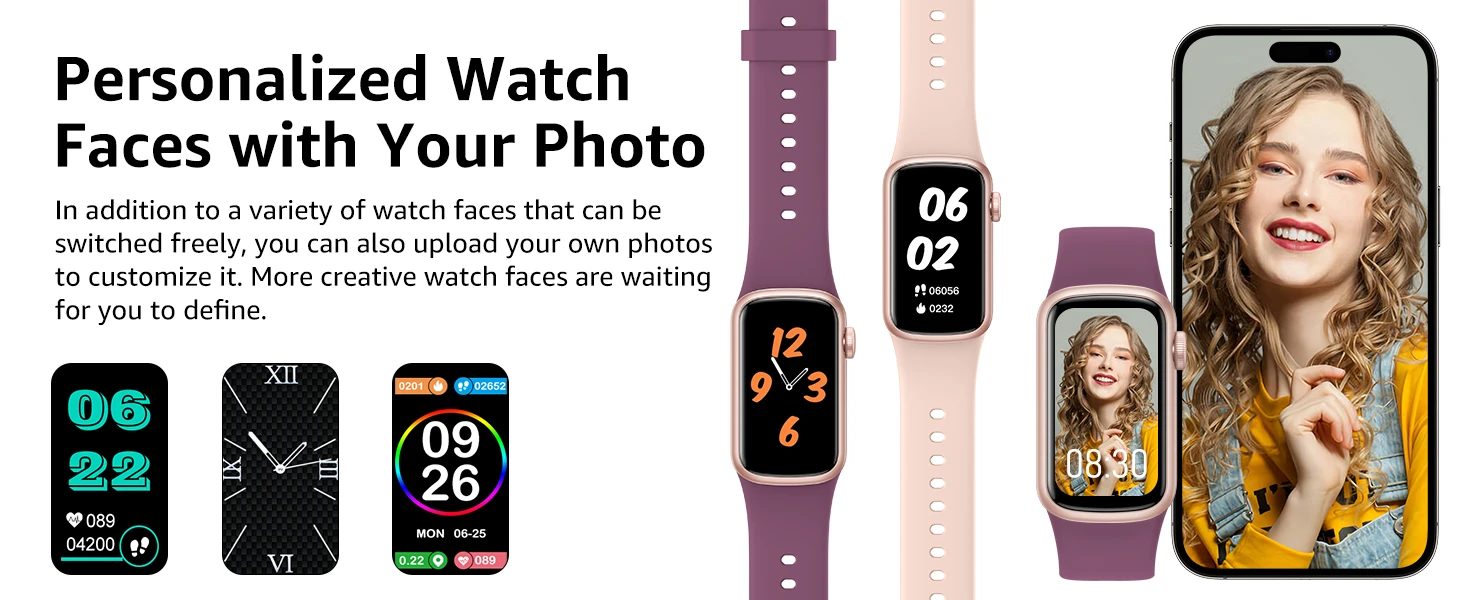 Personalized Watch
Faces with Your Photo
In addition to a variety of watch faces that can be
switched freely, you can also upload your own photos
to customize it. More creative watch faces are waiting
for you to define.
06
22
089
04200
XII
IX
III
VI
0201
02652
09
26
MON 06-25
0.22
089
12
9
3
6
06
02
06056
0232
08:30